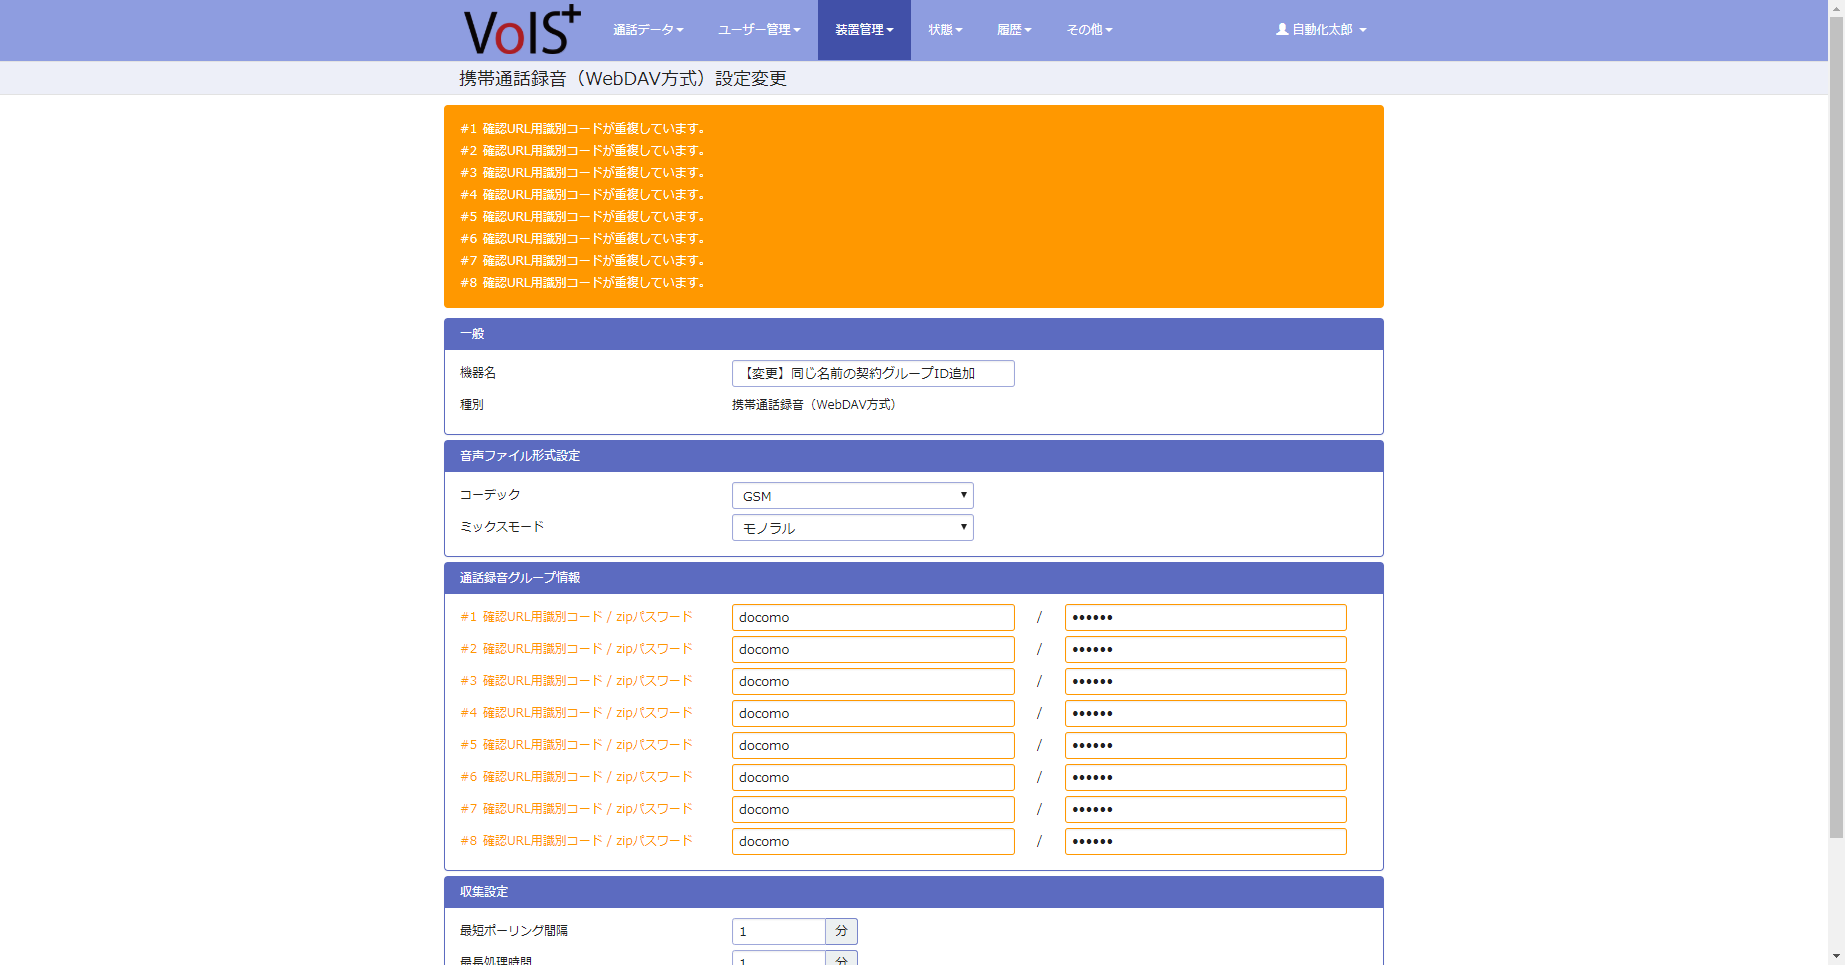 VoIS+ 通話データ ユーザー管理 装置管理 状態 履歴 その他 自動化太郎
携帯通話録音（WebDAV方式）設定変更
#1 確認URL用識別コードが重複しています。
#2 確認URL用識別コードが重複しています。
#3 確認URL用識別コードが重複しています。
#4 確認URL用識別コードが重複しています。
#5 確認URL用識別コードが重複しています。
#6 確認URL用識別コードが重複しています。
#7 確認URL用識別コードが重複しています。
#8 確認URL用識別コードが重複しています。
一般
機器名 【変更】同じ名前の契約グループID追加
種別 携帯通話録音（WebDAV方式）
音声ファイル形式設定
コーデック GSM
ミックスモード モノラル
通話録音グループ情報
#1 確認URL用識別コード / zipパスワード docomo / ••••••
#2 確認URL用識別コード / zipパスワード docomo / ••••••
#3 確認URL用識別コード / zipパスワード docomo / ••••••
#4 確認URL用識別コード / zipパスワード docomo / ••••••
#5 確認URL用識別コード / zipパスワード docomo / ••••••
#6 確認URL用識別コード / zipパスワード docomo / ••••••
#7 確認URL用識別コード / zipパスワード docomo / ••••••
#8 確認URL用識別コード / zipパスワード docomo / ••••••
収集設定
最短ポーリング間隔 1 分
最長処理時間 1 分